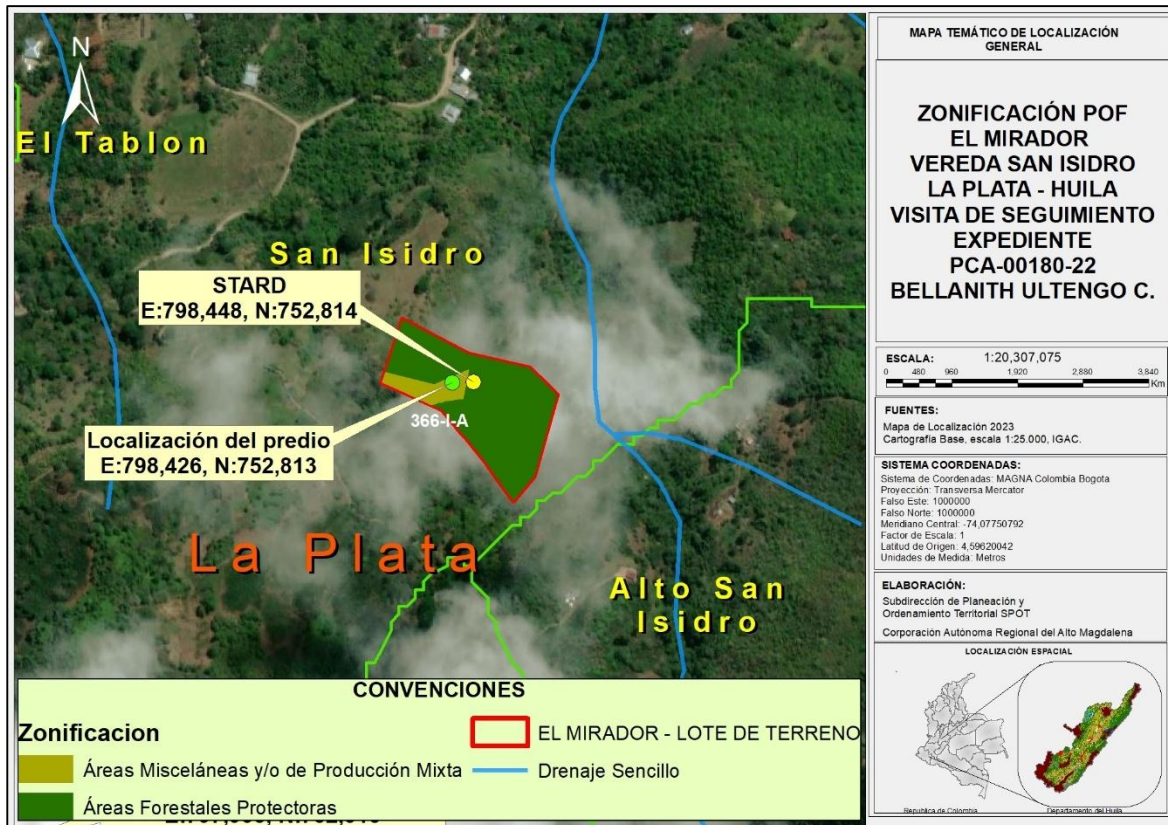 N
El Tablon
San Isidro
STARD
E:798,448, N:752,814
Localización del predio
E:798,426, N:752,813
366-I-A
La Plata
Alto San
Isidro
CONVENCIONES
Zonificacion
Áreas Misceláneas y/o de Producción Mixta
Áreas Forestales Protectoras
EL MIRADOR - LOTE DE TERRENO
Drenaje Sencillo
MAPA TEMÁTICO DE LOCALIZACIÓN
GENERAL
ZONIFICACIÓN POF
EL MIRADOR
VEREDA SAN ISIDRO
LA PLATA - HUILA
VISITA DE SEGUIMIENTO
EXPEDIENTE
PCA-00180-22
BELLANITH ULTENGO C.
ESCALA: 1:20,307,075
0 480 960 1,920 2,880 3,840
Km
FUENTES:
Mapa de Localización 2023
Cartografía Base, escala 1:25.000, IGAC.
SISTEMA COORDENADAS:
Sistema de Coordenadas: MAGNA Colombia Bogota
Proyección: Transversa Mercator
Falso Este: 1000000
Falso Norte: 1000000
Meridiano Central: -74,07750792
Factor de Escala: 1
Latitud de Origen: 4,59620042
Unidades de Medida: Metros
ELABORACIÓN:
Subdirección de Planeación y
Ordenamiento Territorial SPOT
Corporación Autónoma Regional del Alto Magdalena
LOCALIZACIÓN ESPACIAL
Republica de Colombia
Departamento del Huila